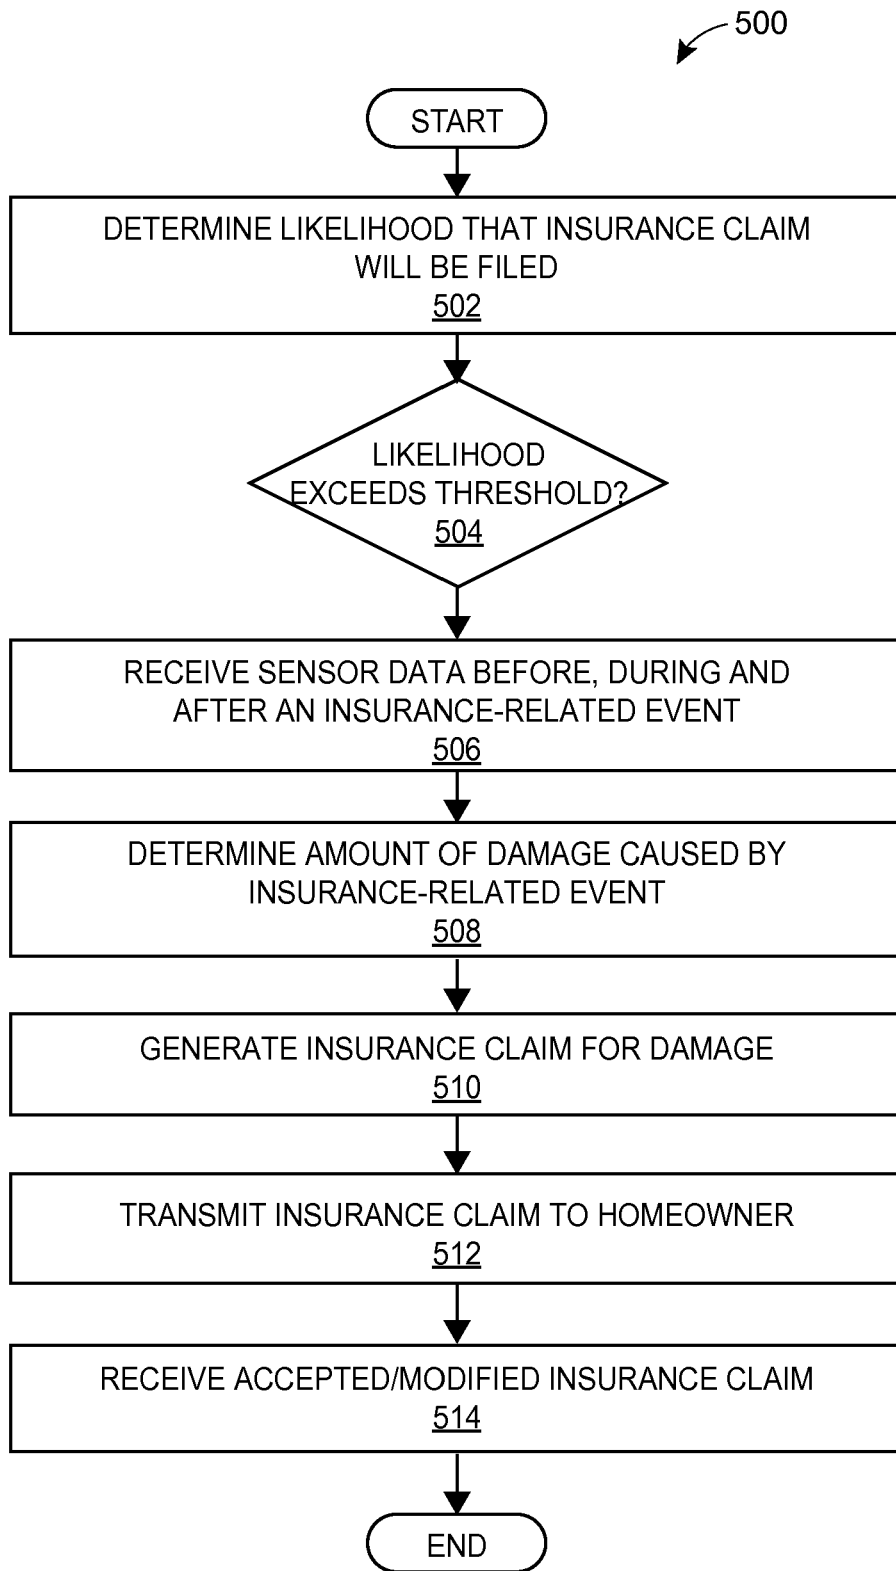 500
START
DETERMINE LIKELIHOOD THAT INSURANCE CLAIM
WILL BE FILED
502
LIKELIHOOD
EXCEEDS THRESHOLD?
504
RECEIVE SENSOR DATA BEFORE, DURING AND
AFTER AN INSURANCE-RELATED EVENT
506
DETERMINE AMOUNT OF DAMAGE CAUSED BY
INSURANCE-RELATED EVENT
508
GENERATE INSURANCE CLAIM FOR DAMAGE
510
TRANSMIT INSURANCE CLAIM TO HOMEOWNER
512
RECEIVE ACCEPTED/MODIFIED INSURANCE CLAIM
514
END